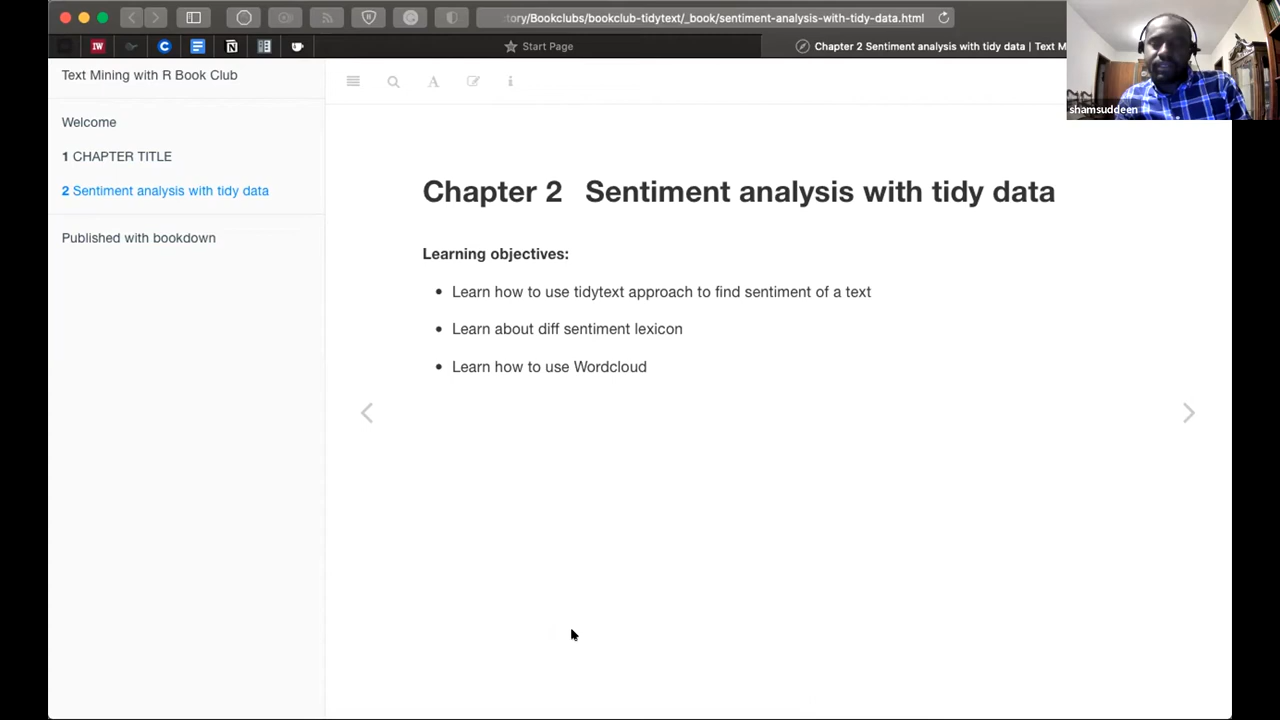 tory/Bookclubs/bookclub-tidytext/_book/sentiment-analysis-with-tidy-data.html
IW
C
N
Start Page
Chapter 2 Sentiment analysis with tidy data | Text M
shamsuddeen
Text Mining with R Book Club
Welcome
1 CHAPTER TITLE
2 Sentiment analysis with tidy data
Published with bookdown
A
i
Chapter 2 Sentiment analysis with tidy data
Learning objectives:
• Learn how to use tidytext approach to find sentiment of a text
• Learn about diff sentiment lexicon
• Learn how to use Wordcloud